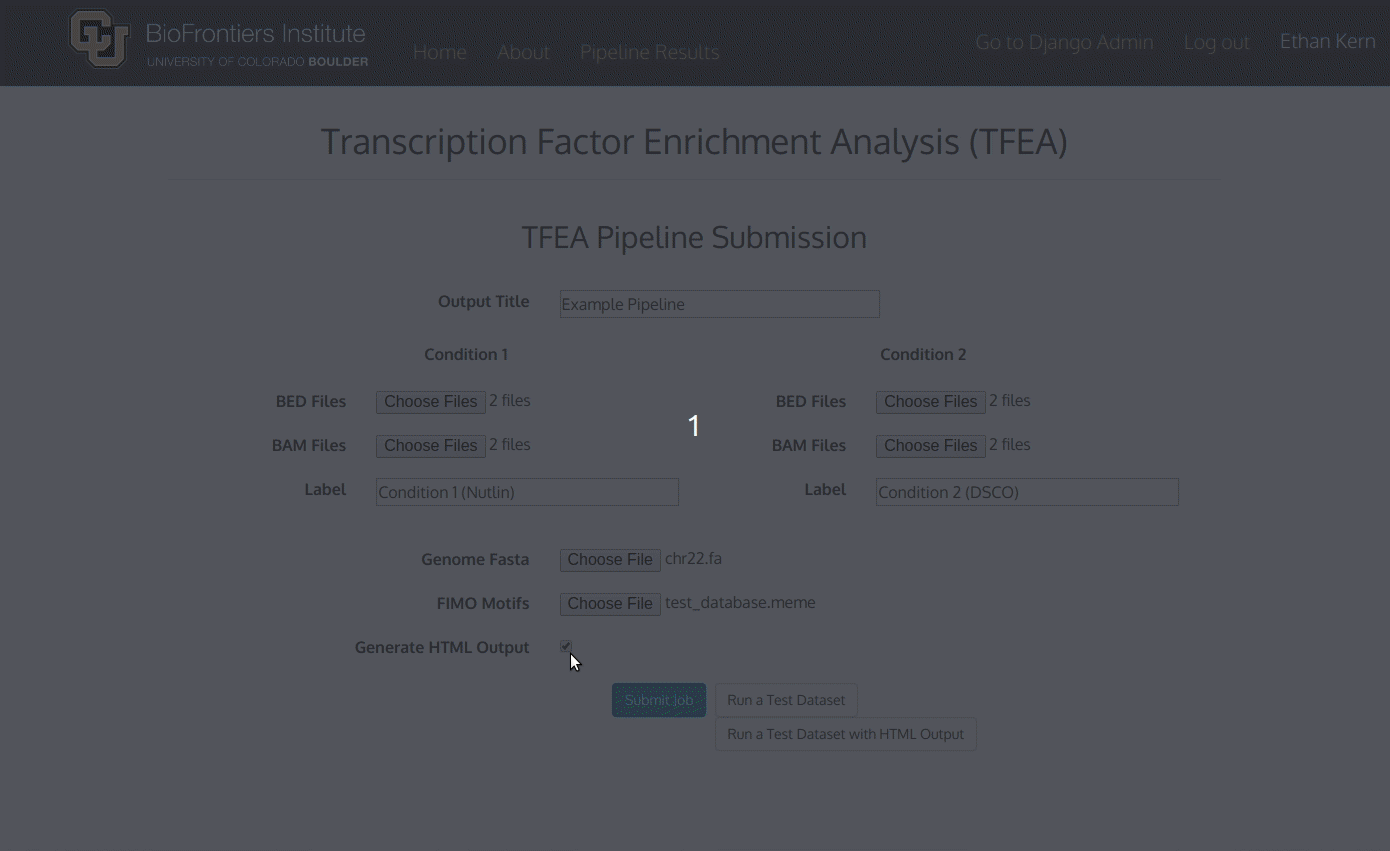 BioFrontiers Institute
UNIVERSITY OF COLORADO BOULDER
Home About Pipeline Results
Go to Django Admin Log out Ethan Kern
Transcription Factor Enrichment Analysis (TFEA)
TFEA Pipeline Submission
Output Title Example Pipeline
Condition 1 Condition 2
BED Files Choose Files 2 files BED Files Choose Files 2 files
1
BAM Files Choose Files 2 files BAM Files Choose Files 2 files
Label Condition 1 (Nutlin) Label Condition 2 (DSCO)
Genome Fasta Choose File chr22.fa
FIMO Motifs Choose File test_database.meme
Generate HTML Output
Submit job Run a Test Dataset
Run a Test Dataset with HTML Output